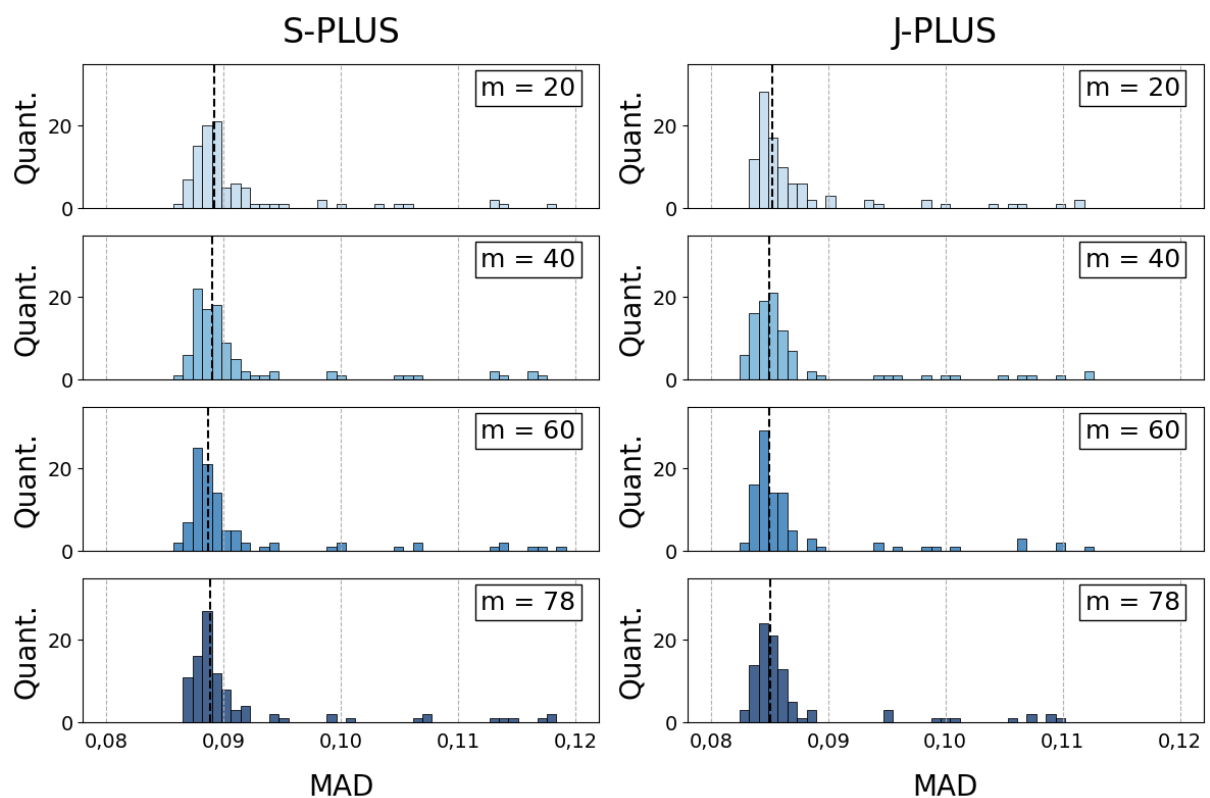 S-PLUS
J-PLUS
Quant.
20
0
m = 20
Quant.
20
0
m = 20
Quant.
20
0
m = 40
Quant.
20
0
m = 40
Quant.
20
0
m = 60
Quant.
20
0
m = 60
Quant.
20
0
m = 78
Quant.
20
0
m = 78
0,08 0,09 0,10 0,11 0,12
0,08 0,09 0,10 0,11 0,12
MAD
MAD